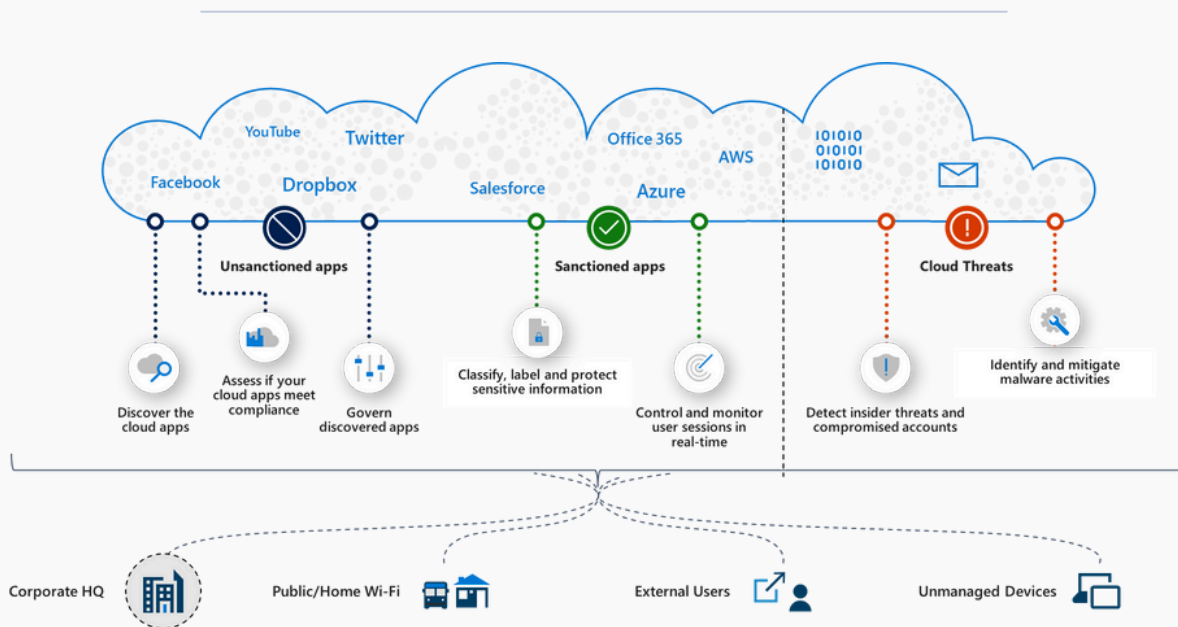 YouTube
Twitter
Facebook
Dropbox
Salesforce
Office 365
AWS
Azure
101010
010101
101010
Unsanctioned apps
Sanctioned apps
Cloud Threats
Discover the
cloud apps
Assess if your
cloud apps meet
compliance
Govern
discovered apps
Classify, label and protect
sensitive information
Control and monitor
user sessions in
real-time
Detect insider threats and
compromised accounts
Identify and mitigate
malware activities
Corporate HQ
Public/Home Wi-Fi
External Users
Unmanaged Devices